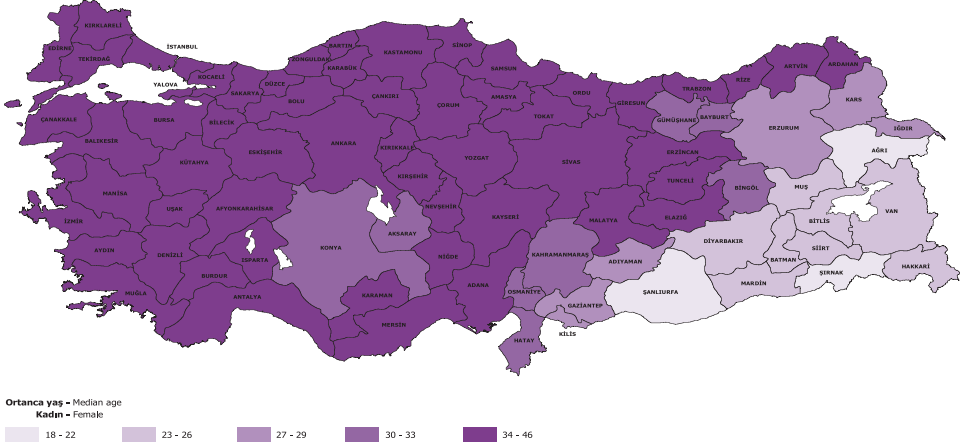 KIRKLARELİ
EDİRNE
TEKİRDAĞ
İSTANBUL
YALOVA
KOCAELİ
SAKARYA
DÜZCE
ZONGULDAK
BARTIN
KARABÜK
KASTAMONU
SİNOP
SAMSUN
BOLU
ÇANKIRI
ÇORUM
AMASYA
ORDU
TOKAT
GİRESUN
TRABZON
RİZE
ARTVİN
ARDAHAN
GÜMÜŞHANE
BAYBURT
KARS
ERZURUM
IĞDIR
AĞRI
ÇANAKKALE
BURSA
BİLECİK
BALIKESİR
ESKİŞEHİR
ANKARA
KIRIKKALE
YOZGAT
SİVAS
ERZİNCAN
KÜTAHYA
KIRŞEHİR
TUNCELİ
BİNGÖL
MUŞ
MANİSA
UŞAK
AFYONKARAHİSAR
NEVŞEHİR
KAYSERİ
MALATYA
ELAZIĞ
BİTLİS
VAN
İZMİR
AKSARAY
KONYA
AYDIN
DENİZLİ
ISPARTA
NİĞDE
KAHRAMANMARAŞ
ADIYAMAN
DİYARBAKIR
SİİRT
BATMAN
HAKKARİ
ŞIRNAK
BURDUR
MUĞLA
ANTALYA
KARAMAN
ADANA
OSMANİYE
GAZİANTEP
ŞANLIURFA
MARDİN
MERSİN
KİLİS
HATAY
Ortanca yaş - Median age
Kadın - Female
18 - 22
23 - 26
27 - 29
30 - 33
34 - 46